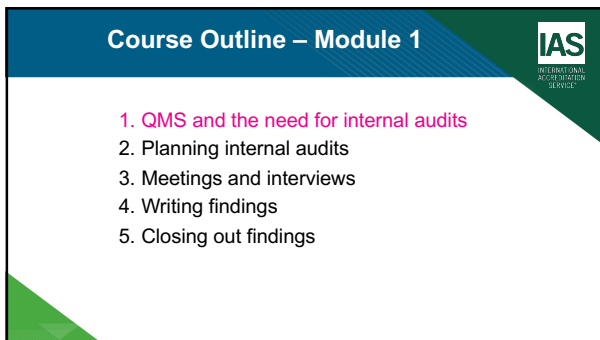 Course Outline – Module 1
IAS
INTERNATIONAL
ACCREDITATION
SERVICE®
1. QMS and the need for internal audits
2. Planning internal audits
3. Meetings and interviews
4. Writing findings
5. Closing out findings